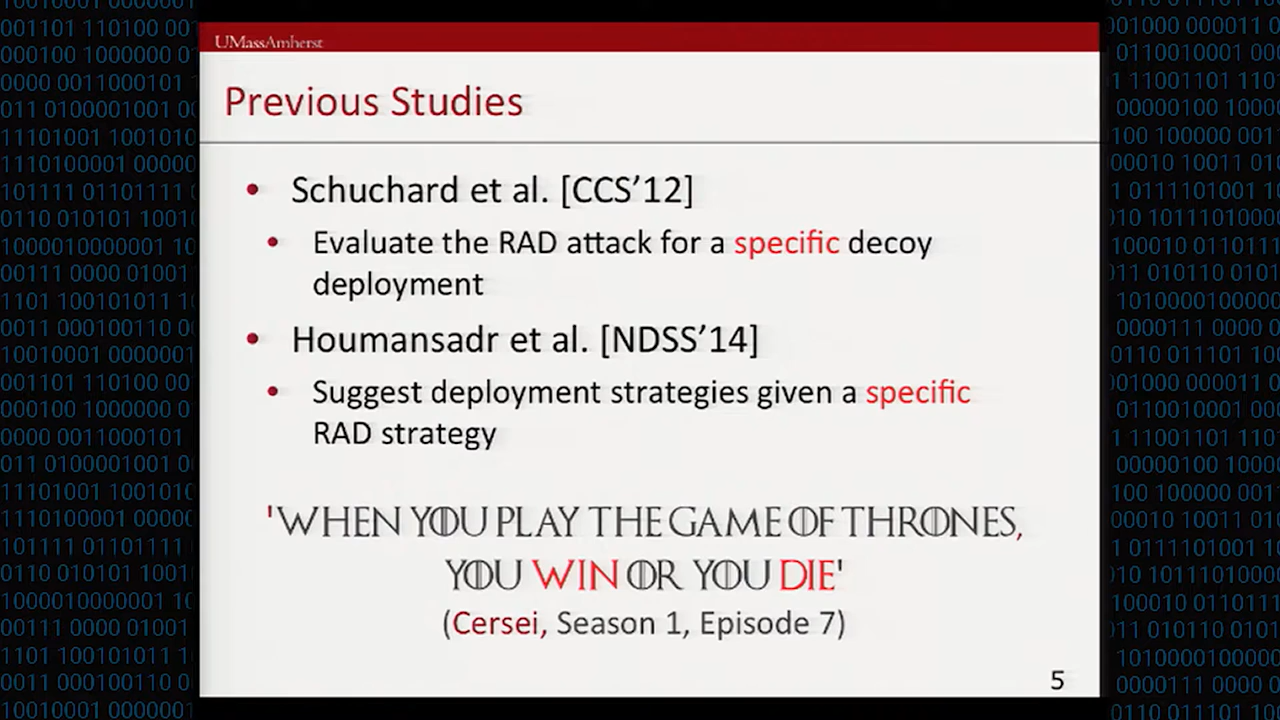 UMassAmherst
Previous Studies
• Schuchard et al. [CCS’12]
• Evaluate the RAD attack for a specific decoy
deployment
• Houmansadr et al. [NDSS’14]
• Suggest deployment strategies given a specific
RAD strategy
'WHEN YOU PLAY THE GAME OF THRONES,
YOU WIN OR YOU DIE'
(Cersei, Season 1, Episode 7)
5